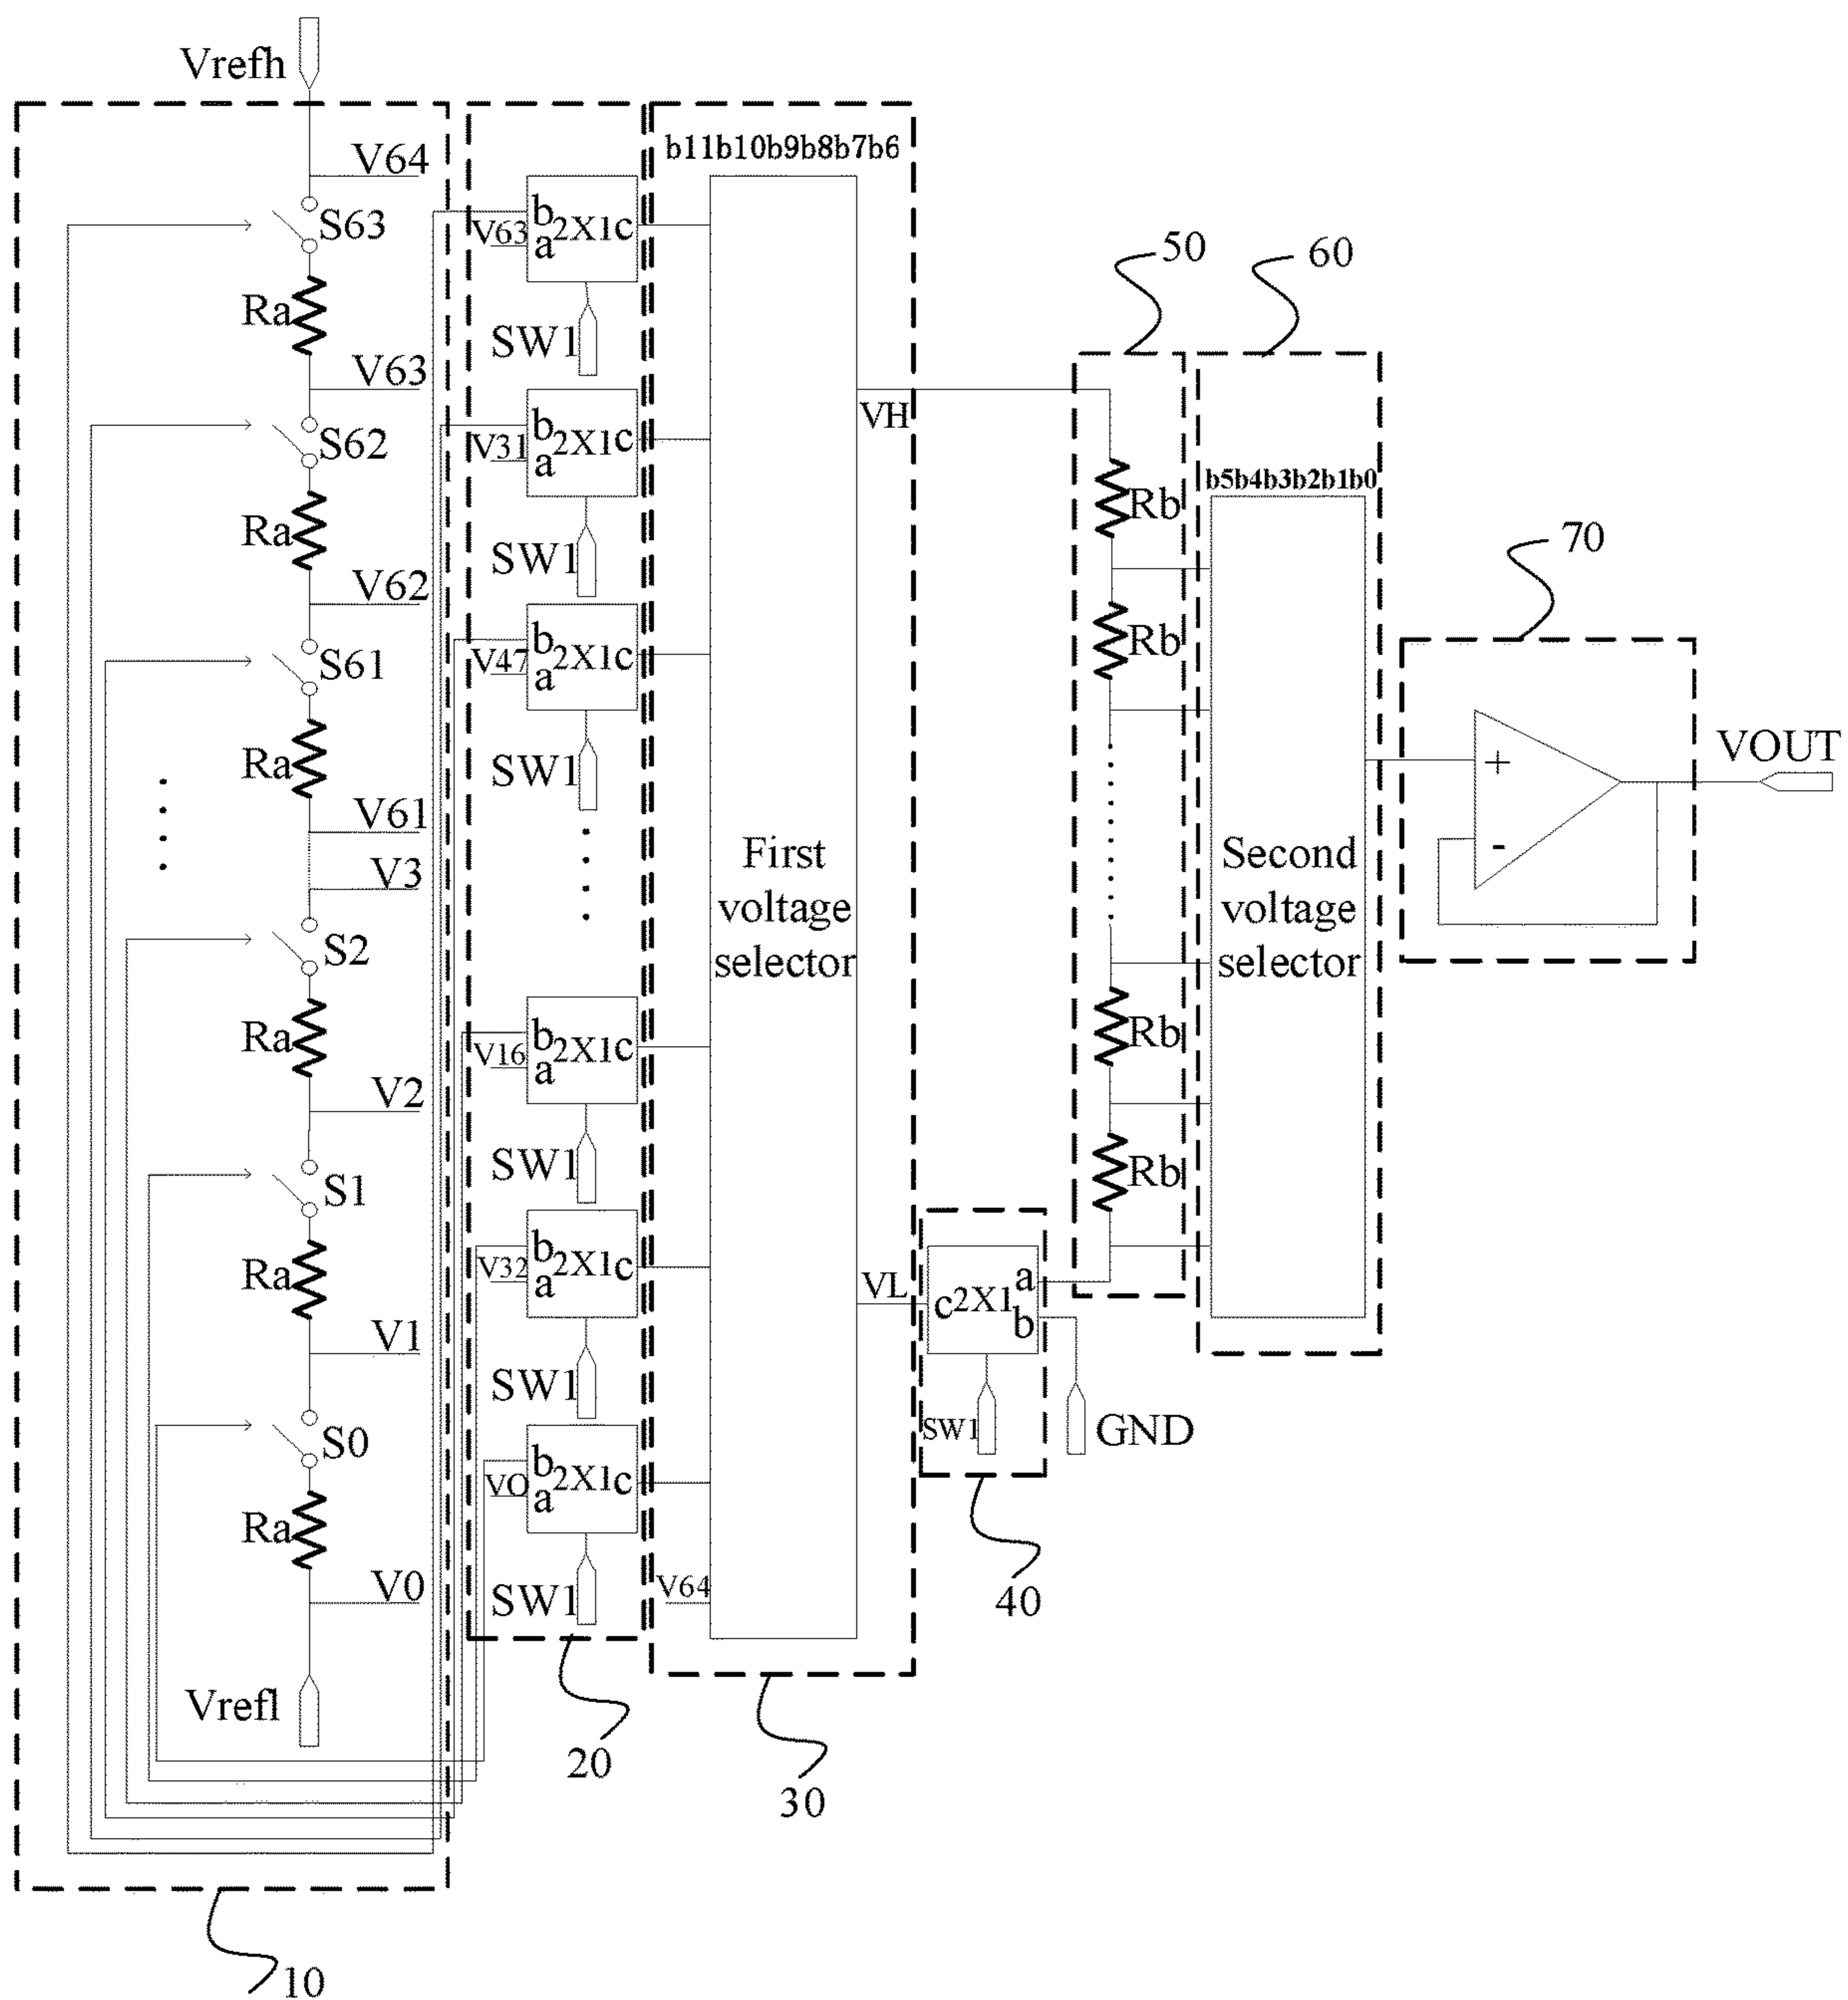 Vrefh
V64
S63
Ra
V63
S62
Ra
V62
S61
Ra
V61
V3
S2
Ra
V2
S1
Ra
V1
S0
Ra
V0
Vrefl
10
b
V63
a
2X1c
SW1
b
V31
a
2X1c
SW1
b
V47
a
2X1c
SW1
b
V16
a
2X1c
SW1
b
V32
a
2X1c
SW1
b
VO
a
2X1c
SW1
20
b11b10b9b8b7b6
First
voltage
selector
V64
VH
VL
30
c2X1
a
b
SW1
GND
40
50
Rb
Rb
Rb
Rb
60
b5b4b3b2b1b0
Second
voltage
selector
70
+
-
VOUT